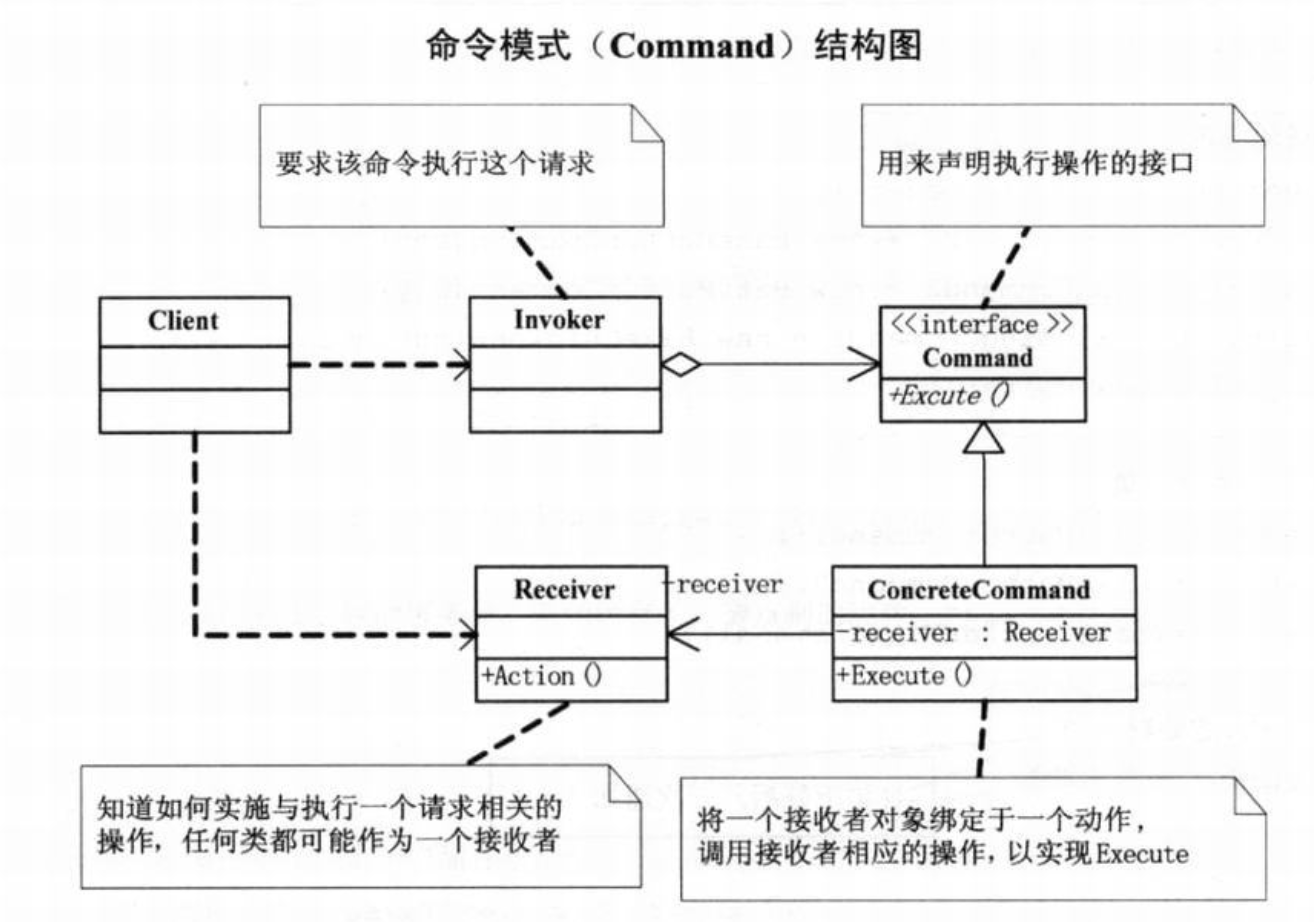 命令模式（Command）结构图
要求该命令执行这个请求
用来声明执行操作的接口
Client
Invoker
<<interface >>
Command
+Excute ()
Receiver
-receiver
ConcreteCommand
-receiver : Receiver
+Action ()
+Execute ()
知道如何实施与执行一个请求相关的
操作，任何类都可能作为一个接收者
将一个接收者对象绑定于一个动作，
调用接收者相应的操作，以实现Execute